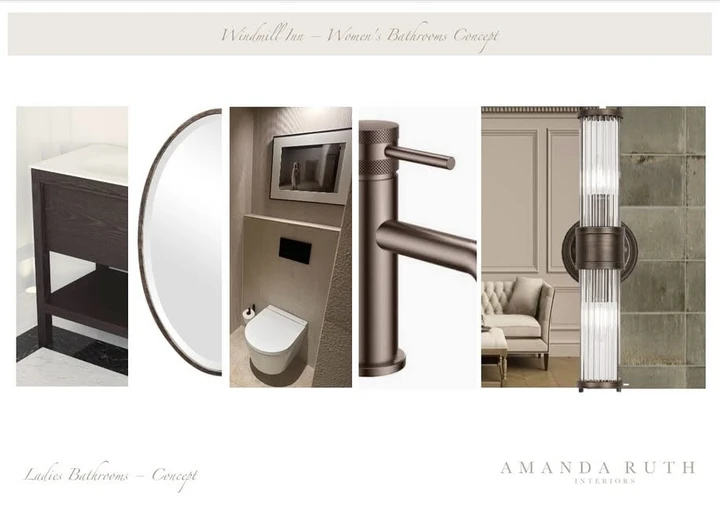 Windmill Inn – Women's Bathrooms Concept
Ladies Bathrooms – Concept
AMANDA RUTH
INTERIORS